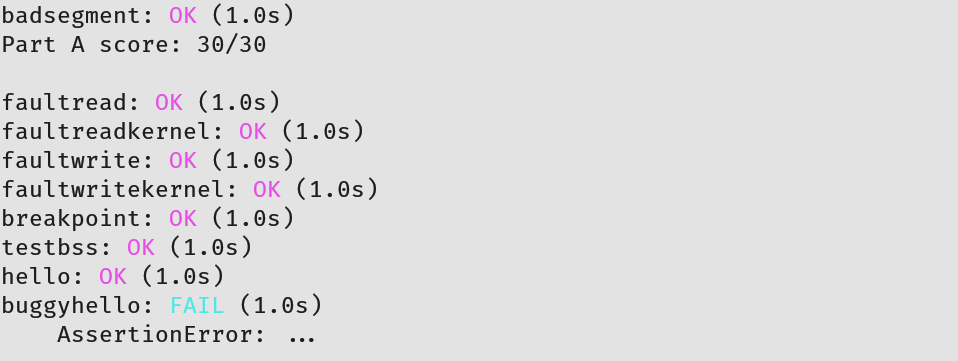 badsegment: OK (1.0s)
Part A score: 30/30
faultread: OK (1.0s)
faultreadkernel: OK (1.0s)
faultwrite: OK (1.0s)
faultwritekernel: OK (1.0s)
breakpoint: OK (1.0s)
testbss: OK (1.0s)
hello: OK (1.0s)
buggyhello: FAIL (1.0s)
    AssertionError: ...